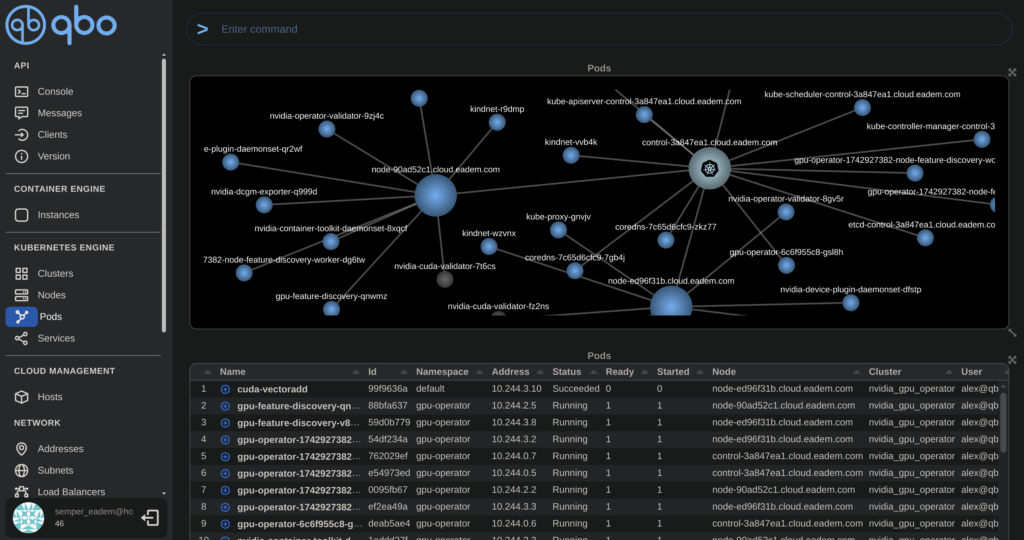 qb qbo
> Enter command
API
Console
Messages
Clients
Version
CONTAINER ENGINE
Instances
KUBERNETES ENGINE
Clusters
Nodes
Pods
Services
CLOUD MANAGEMENT
Hosts
NETWORK
Addresses
Subnets
Load Balancers
semper_eadem@hc
46
Pods
kube-scheduler-control-3a847ea1.cloud.eadem.com
kube-apiserver-control-3a847ea1.cloud.eadem.com
kindnet-r9dmp
nvidia-operator-validator-9zj4c
kube-controller-manager-control-3
kindnet-vvb4k
control-3a847ea1.cloud.eadem.com
e-plugin-daemonset-qr2wf
gpu-operator-1742927382-node-feature-discovery-wc
node-90ad52c1.cloud.eadem.com
nvidia-dcgm-exporter-q999d
gpu-operator-1742927382-node-fe
nvidia-operator-validator-8gv5r
kube-proxy-gnvjv
nvidia-container-toolkit-daemonset-8xqcf
coredns-7c65d6cfc9-zkz77
etcd-control-3a847ea1.cloud.eadem.co
kindnet-wzvnx
gpu-operator-6c6f955c8-gsl8h
7382-node-feature-discovery-worker-dg6tw
coredns-7c65d6cfc9-7gb4j
nvidia-cuda-validator-7t6cs
node-ed96f31b.cloud.eadem.com
nvidia-device-plugin-daemonset-dfstp
gpu-feature-discovery-qnwmz
nvidia-cuda-validator-fz2ns
Pods
Name Id Namespace Address Status Ready Started Node Cluster User
1 cuda-vectoradd 99f9636a default 10.244.3.10 Succeeded 0 0 node-ed96f31b.cloud.eadem.com nvidia_gpu_operator alex@qb
2 gpu-feature-discovery-qn... 88bfa637 gpu-operator 10.244.2.5 Running 1 1 node-90ad52c1.cloud.eadem.com nvidia_gpu_operator alex@qb
3 gpu-feature-discovery-v8... 59d0b779 gpu-operator 10.244.3.8 Running 1 1 node-ed96f31b.cloud.eadem.com nvidia_gpu_operator alex@qb
4 gpu-operator-1742927382... 54df234a gpu-operator 10.244.3.2 Running 1 1 node-ed96f31b.cloud.eadem.com nvidia_gpu_operator alex@qb
5 gpu-operator-1742927382... 762029ef gpu-operator 10.244.0.7 Running 1 1 control-3a847ea1.cloud.eadem.com nvidia_gpu_operator alex@qb
6 gpu-operator-1742927382... e54973ed gpu-operator 10.244.0.5 Running 1 1 control-3a847ea1.cloud.eadem.com nvidia_gpu_operator alex@qb
7 gpu-operator-1742927382... 0095fb67 gpu-operator 10.244.2.2 Running 1 1 node-90ad52c1.cloud.eadem.com nvidia_gpu_operator alex@qb
8 gpu-operator-1742927382... ef2ea49a gpu-operator 10.244.3.3 Running 1 1 node-ed96f31b.cloud.eadem.com nvidia_gpu_operator alex@qb
9 gpu-operator-6c6f955c8-g... deab5ae4 gpu-operator 10.244.0.6 Running 1 1 control-3a847ea1.cloud.eadem.com nvidia_gpu_operator alex@qb